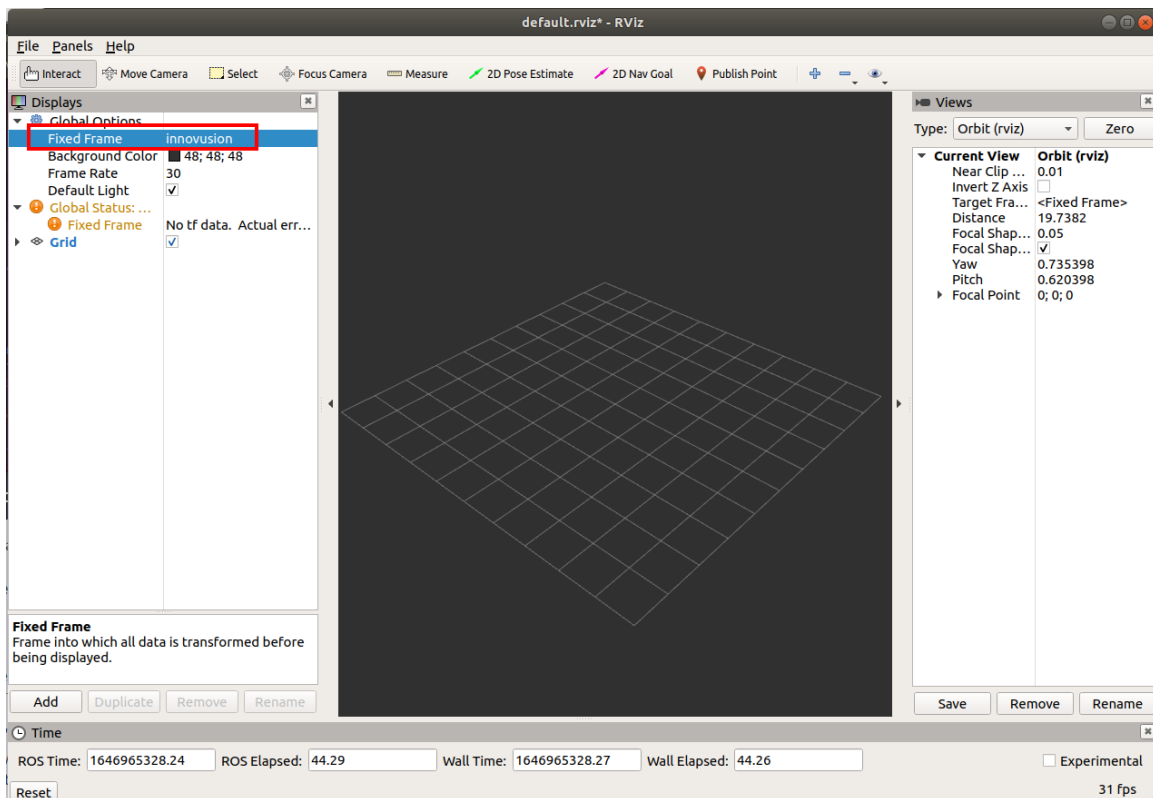 default.rviz* - RViz
File Panels Help
Interact Move Camera Select Focus Camera Measure 2D Pose Estimate 2D Nav Goal Publish Point
Displays
Global Options
Fixed Frame innovusion
Background Color 48; 48; 48
Frame Rate 30
Default Light
Global Status: ...
Fixed Frame No tf data. Actual err...
Grid
Fixed Frame
Frame into which all data is transformed before
being displayed.
Add Duplicate Remove Rename
Views
Type: Orbit (rviz) Zero
Current View Orbit (rviz)
Near Clip ... 0.01
Invert Z Axis
Target Fra... <Fixed Frame>
Distance 19.7382
Focal Shap... 0.05
Focal Shap...
Yaw 0.735398
Pitch 0.620398
Focal Point 0; 0; 0
Save Remove Rename
Time
ROS Time: 1646965328.24 ROS Elapsed: 44.29 Wall Time: 1646965328.27 Wall Elapsed: 44.26 Experimental
Reset 31 fps